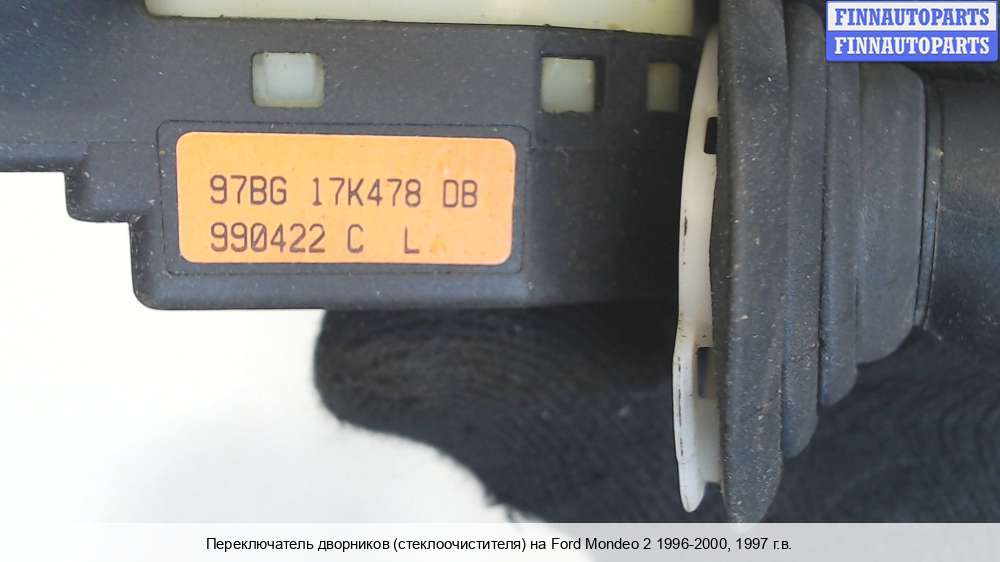 FINNAUTOPARTS
FINNAUTOPARTS
97BG 17K478 DB
990422 C L
Переключатель дворников (стеклоочистителя) на Ford Mondeo 2 1996-2000, 1997 г.в.